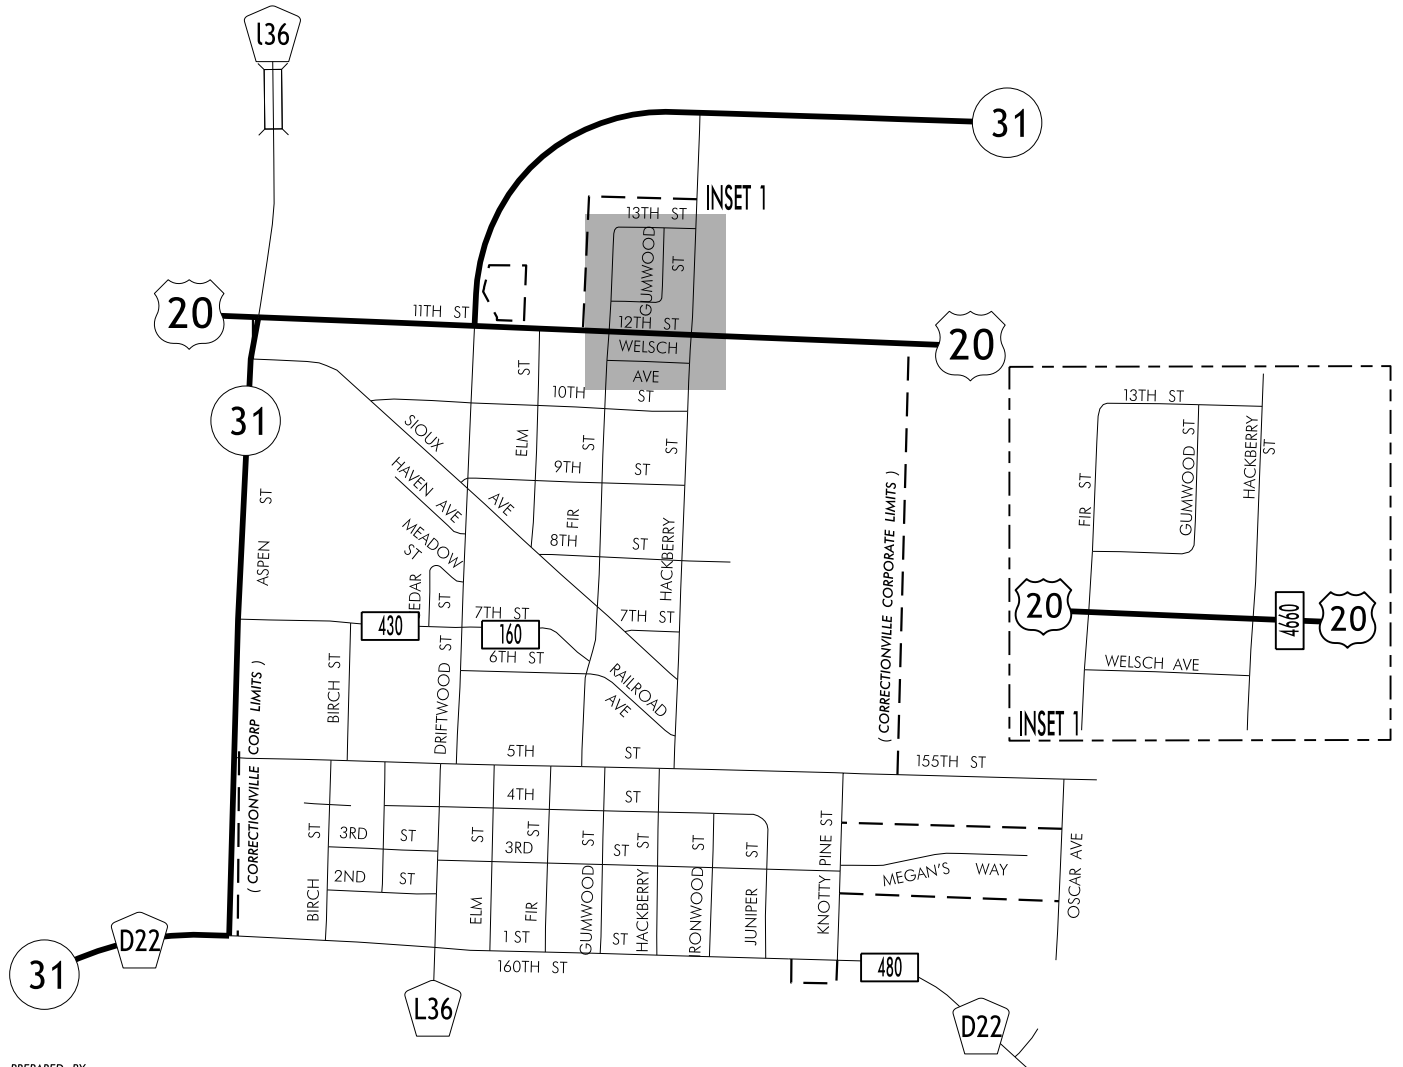 l36
31
INSET 1
13TH ST
GUMWOOD
ST
20
11TH ST
12TH ST
20
WELSCH
AVE
ST
10TH
ST
31
SIOUX
AVE
ELM
ST
9TH
ST
HAVEN AVE
MEADOW
ST
FIR
8TH
ST
HACKBERRY
ST
ASPEN
ST
EDAR
ST
430
7TH ST
160
7TH ST
6TH ST
RAILROAD
AVE
BIRCH ST
DRIFTWOOD ST
( CORRECTIONVILLE CORP LIMITS )
( CORRECTIONVILLE CORPORATE LIMITS )
5TH
ST
155TH ST
4TH
ST
3RD
ST
3RD
ST
2ND
ST
BIRCH
ST
ELM
ST
FIR
ST
GUMWOOD
ST
HACKBERRY
ST
IRONWOOD
ST
JUNIPER
ST
KNOTTY PINE ST
MEGAN'S WAY
OSCAR AVE
1 ST
ST
160TH ST
D22
31
L36
480
D22
13TH ST
GUMWOOD ST
HACKBERRY
ST
FIR ST
20
4660
20
WELSCH AVE
INSET 1